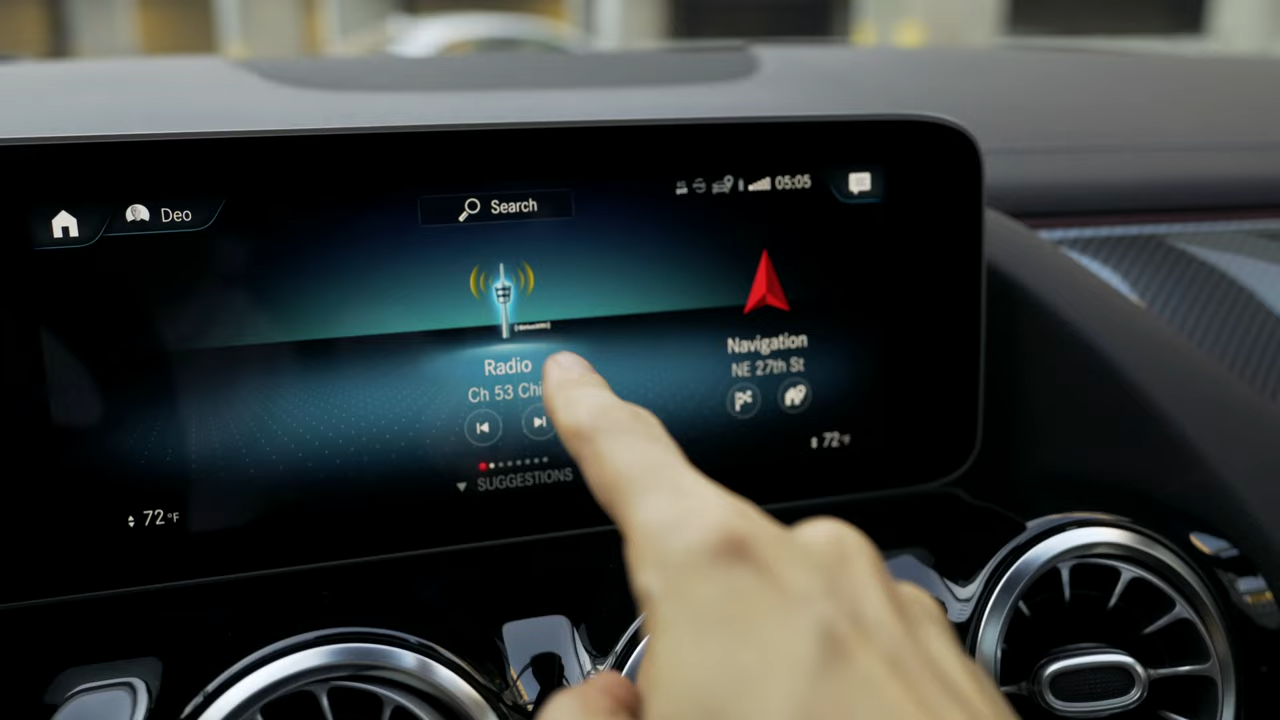 Deo
Search
05:05
Radio
Ch 53 Chi
Navigation
NE 27th St
SUGGESTIONS
72°F
72°F